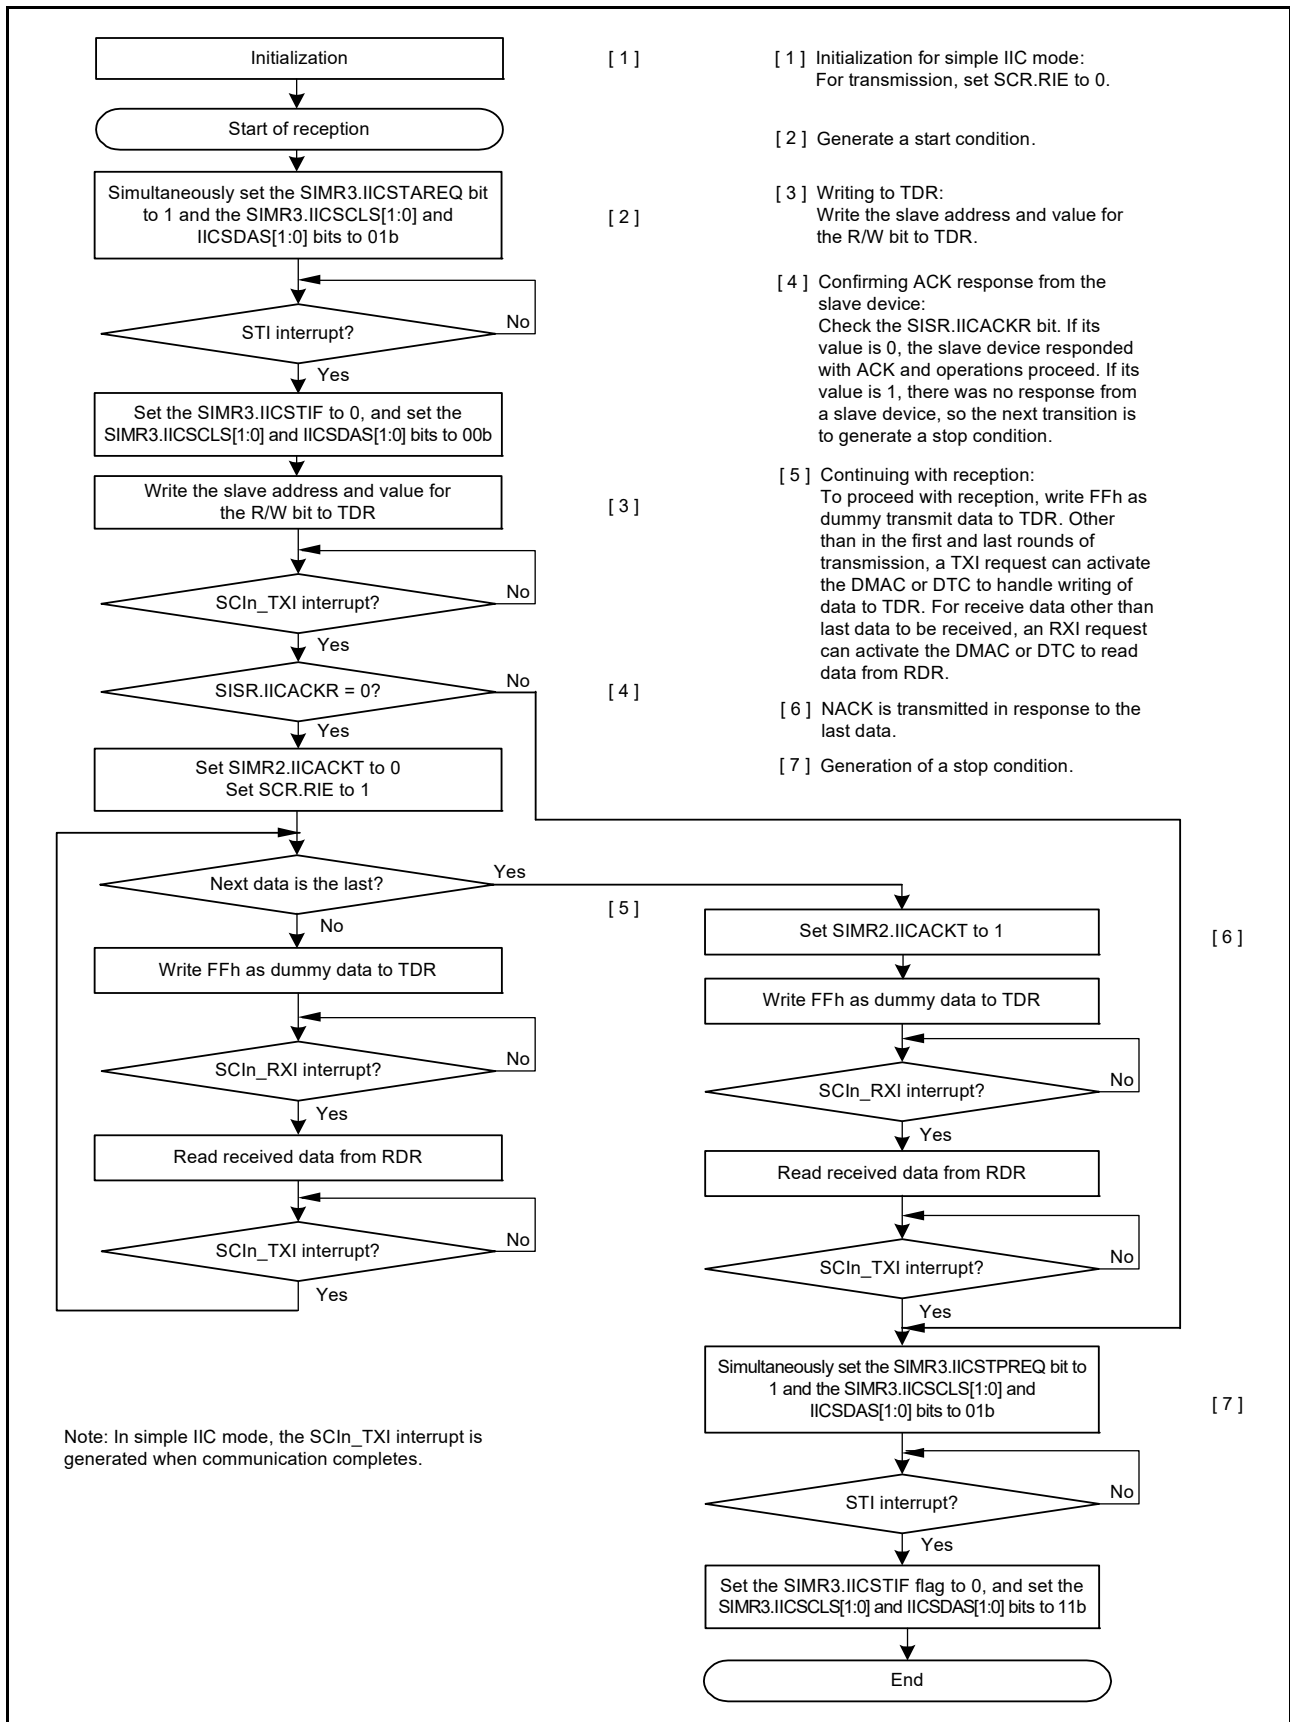 Initialization
[ 1 ]
Start of reception
Simultaneously set the SIMR3.IICSTAREQ bit
to 1 and the SIMR3.IICSCLS[1:0] and
IICSDAS[1:0] bits to 01b
[ 2 ]
STI interrupt?
No
Yes
Set the SIMR3.IICSTIF to 0, and set the
SIMR3.IICSCLS[1:0] and IICSDAS[1:0] bits to 00b
Write the slave address and value for
the R/W bit to TDR
[ 3 ]
SCIn_TXI interrupt?
No
Yes
SISR.IICACKR = 0?
No
[ 4 ]
Yes
Set SIMR2.IICACKT to 0
Set SCR.RIE to 1
Next data is the last?
Yes
[ 5 ]
No
Write FFh as dummy data to TDR
SCIn_RXI interrupt?
No
Yes
Read received data from RDR
SCIn_TXI interrupt?
No
Yes
Note: In simple IIC mode, the SCIn_TXI interrupt is
generated when communication completes.
[ 1 ] Initialization for simple IIC mode:
For transmission, set SCR.RIE to 0.
[ 2 ] Generate a start condition.
[ 3 ] Writing to TDR:
Write the slave address and value for
the R/W bit to TDR.
[ 4 ] Confirming ACK response from the
slave device:
Check the SISR.IICACKR bit. If its
value is 0, the slave device responded
with ACK and operations proceed. If its
value is 1, there was no response from
a slave device, so the next transition is
to generate a stop condition.
[ 5 ] Continuing with reception:
To proceed with reception, write FFh as
dummy transmit data to TDR. Other
than in the first and last rounds of
transmission, a TXI request can activate
the DMAC or DTC to handle writing of
data to TDR. For receive data other than
last data to be received, an RXI request
can activate the DMAC or DTC to read
data from RDR.
[ 6 ] NACK is transmitted in response to the
last data.
[ 7 ] Generation of a stop condition.
Set SIMR2.IICACKT to 1
[ 6 ]
Write FFh as dummy data to TDR
SCIn_RXI interrupt?
No
Yes
Read received data from RDR
SCIn_TXI interrupt?
No
Yes
Simultaneously set the SIMR3.IICSTPREQ bit to
1 and the SIMR3.IICSCLS[1:0] and
IICSDAS[1:0] bits to 01b
[ 7 ]
STI interrupt?
No
Yes
Set the SIMR3.IICSTIF flag to 0, and set the
SIMR3.IICSCLS[1:0] and IICSDAS[1:0] bits to 11b
End